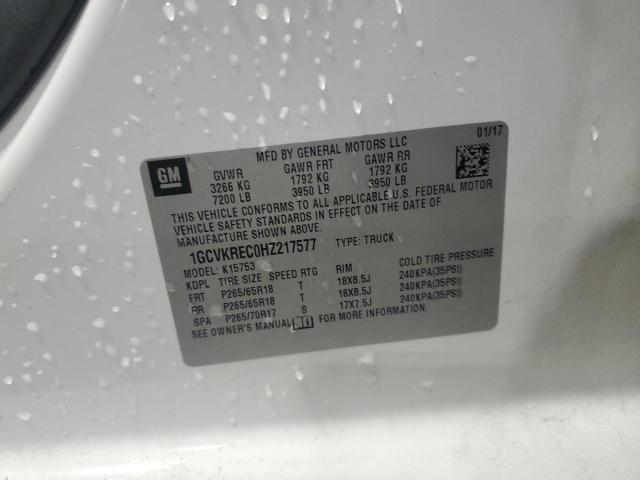 01/17
MFD BY GENERAL MOTORS LLC
GM
GVWR GAWR FRT GAWR RR
3266 KG 1792 KG 1792 KG
7200 LB 3950 LB 3950 LB
THIS VEHICLE CONFORMS TO ALL APPLICABLE U.S. FEDERAL MOTOR
VEHICLE SAFETY STANDARDS IN EFFECT ON THE DATE OF
MANUFACTURE SHOWN ABOVE.
1GCVKREC0HZ217577 TYPE: TRUCK
MODEL: K15753
KDPL TIRE SIZE SPEED RTG RIM COLD TIRE PRESSURE
FRT P265/65R18 T 18X8.5J 240KPA(35PSI)
RR P265/65R18 T 18X8.5J 240KPA(35PSI)
SPA P265/70R17 S 17X7.5J 240KPA(35PSI)
SEE OWNER'S MANUAL